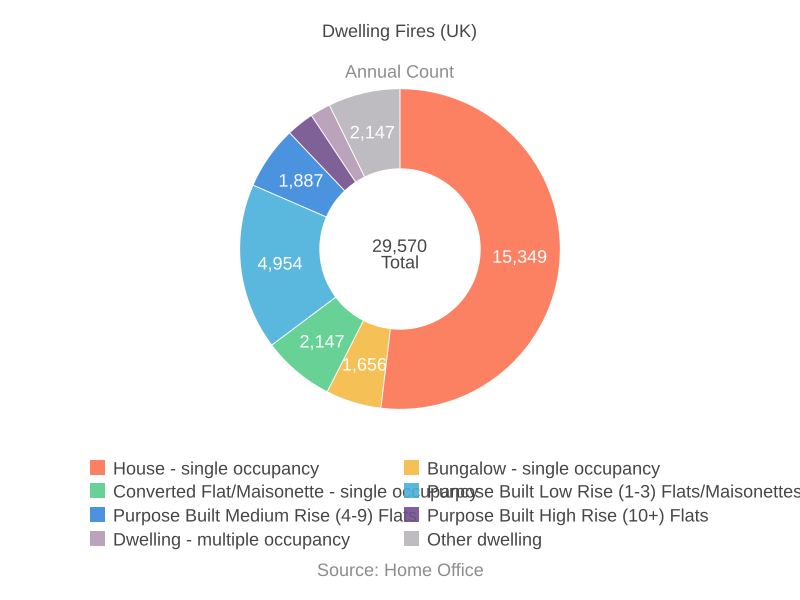 Dwelling Fires (UK)
Annual Count
2,147
1,887
15,349
29,570
Total
4,954
2,147
1,656
House - single occupancy
Bungalow - single occupancy
Converted Flat/Maisonette - single occupancy
Purpose Built Low Rise (1-3) Flats/Maisonettes
Purpose Built Medium Rise (4-9) Flats
Purpose Built High Rise (10+) Flats
Dwelling - multiple occupancy
Other dwelling
Source: Home Office